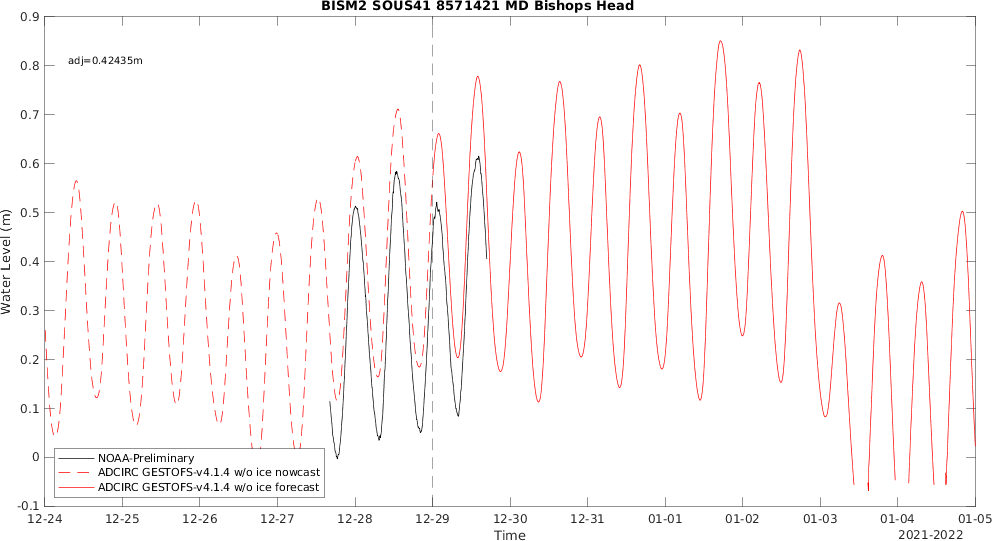 BISM2 SOUS41 8571421 MD Bishops Head
adj=0.42435m
Water Level (m)
0.9
0.8
0.7
0.6
0.5
0.4
0.3
0.2
0.1
0
-0.1
NOAA-Preliminary
ADCIRC GESTOFS-v4.1.4 w/o ice nowcast
ADCIRC GESTOFS-v4.1.4 w/o ice forecast
12-24 12-25 12-26 12-27 12-28 12-29 12-30 12-31 01-01 01-02 01-03 01-04 01-05
Time
2021-2022